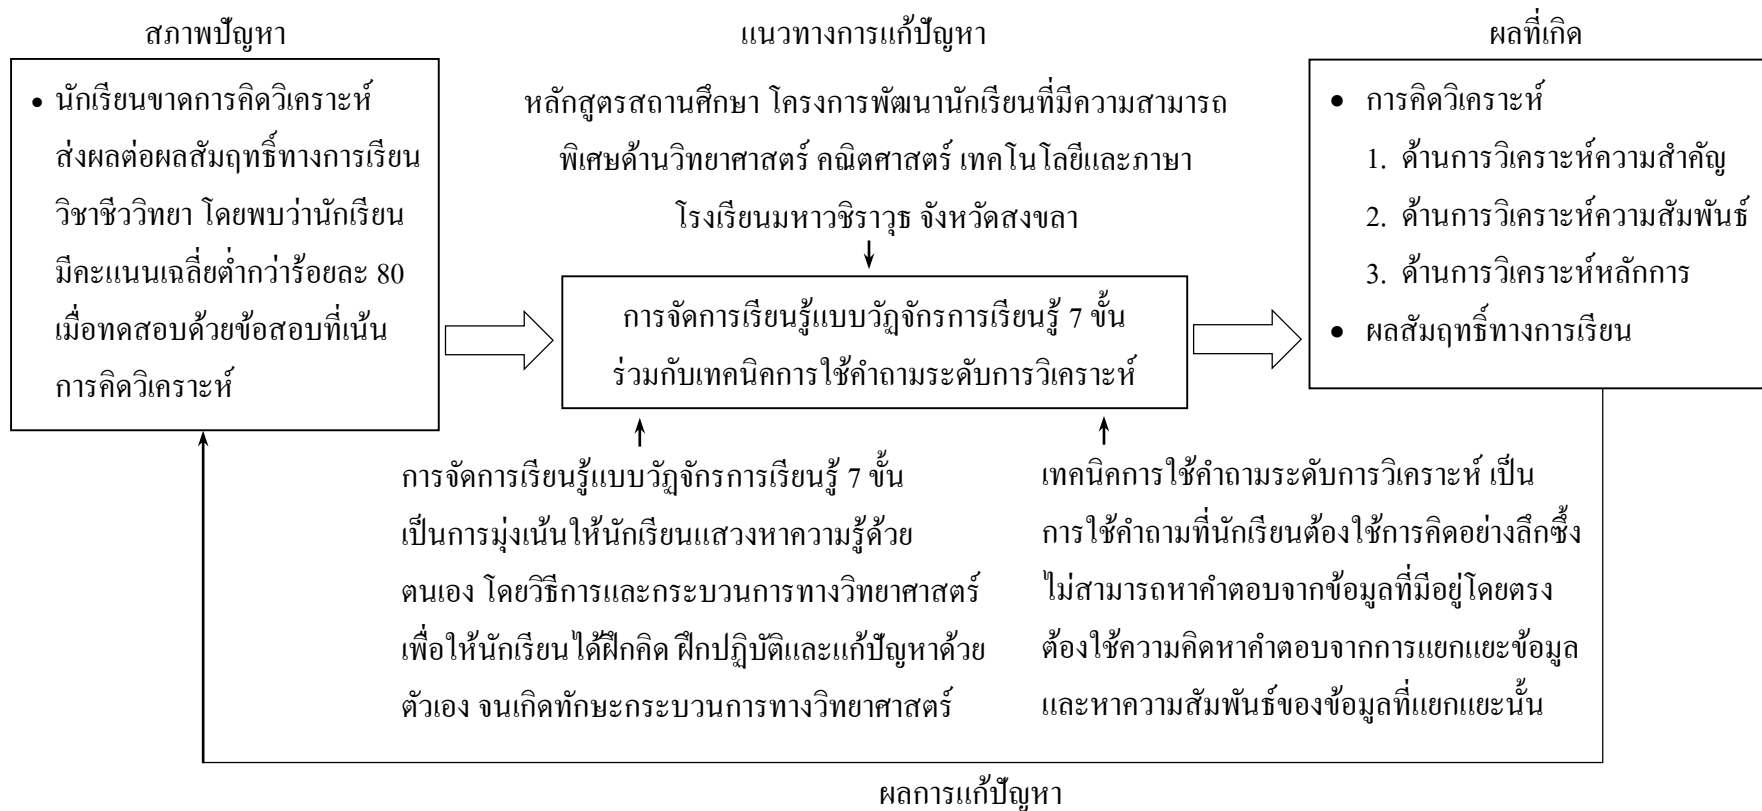 สภาพปัญหา
• นักเรียนขาดการคิดวิเคราะห์
ส่งผลต่อผลสัมฤทธิ์ทางการเรียน
วิชาชีววิทยา โดยพบว่านักเรียน
มีคะแนนเฉลี่ยต่ำกว่าร้อยละ 80
เมื่อทดสอบด้วยข้อสอบที่เน้น
การคิดวิเคราะห์
แนวทางการแก้ปัญหา
หลักสูตรสถานศึกษา โครงการพัฒนานักเรียนที่มีความสามารถ
พิเศษด้านวิทยาศาสตร์ คณิตศาสตร์ เทคโนโลยีและภาษา
โรงเรียนมหาวชิราวุธ จังหวัดสงขลา
การจัดการเรียนรู้แบบวัฏจักรการเรียนรู้ 7 ขั้น
ร่วมกับเทคนิคการใช้คำถามระดับการวิเคราะห์
การจัดการเรียนรู้แบบวัฏจักรการเรียนรู้ 7 ขั้น
เป็นการมุ่งเน้นให้นักเรียนแสวงหาความรู้ด้วย
ตนเอง โดยวิธีการและกระบวนการทางวิทยาศาสตร์
เพื่อให้นักเรียนได้ฝึกคิด ฝึกปฏิบัติและแก้ปัญหาด้วย
ตัวเอง จนเกิดทักษะกระบวนการทางวิทยาศาสตร์
เทคนิคการใช้คำถามระดับการวิเคราะห์ เป็น
การใช้คำถามที่นักเรียนต้องใช้การคิดอย่างลึกซึ้ง
ไม่สามารถหาคำตอบจากข้อมูลที่มีอยู่โดยตรง
ต้องใช้ความคิดหาคำตอบจากการแยกแยะข้อมูล
และหาความสัมพันธ์ของข้อมูลที่แยกแยะนั้น
ผลที่เกิด
• การคิดวิเคราะห์
1. ด้านการวิเคราะห์ความสำคัญ
2. ด้านการวิเคราะห์ความสัมพันธ์
3. ด้านการวิเคราะห์หลักการ
• ผลสัมฤทธิ์ทางการเรียน
ผลการแก้ปัญหา